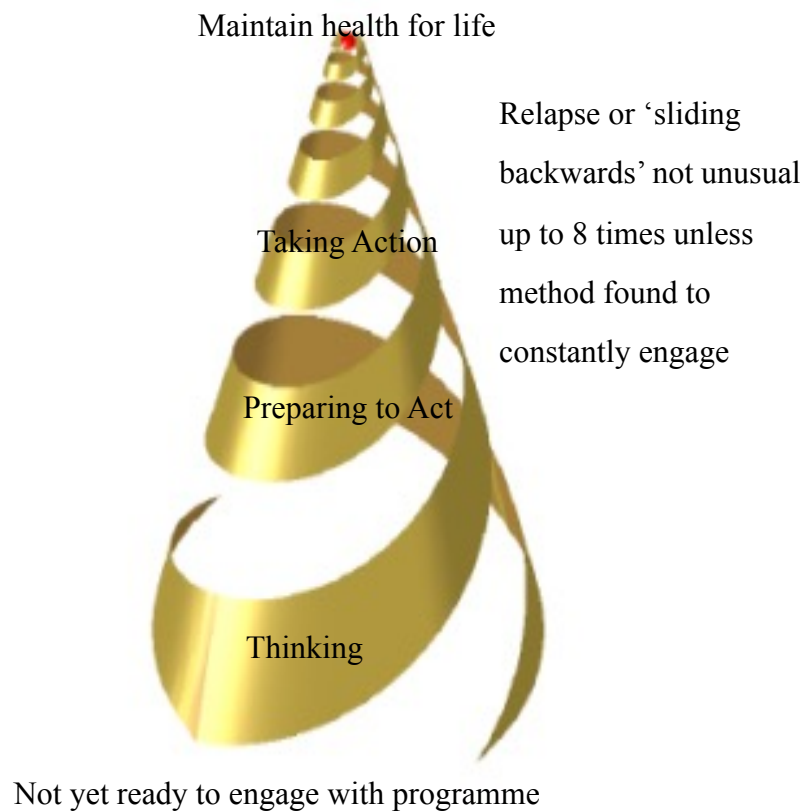 Maintain health for life
Relapse or ‘sliding
backwards’ not unusual
up to 8 times unless
method found to
constantly engage
Taking Action
Preparing to Act
Thinking
Not yet ready to engage with programme